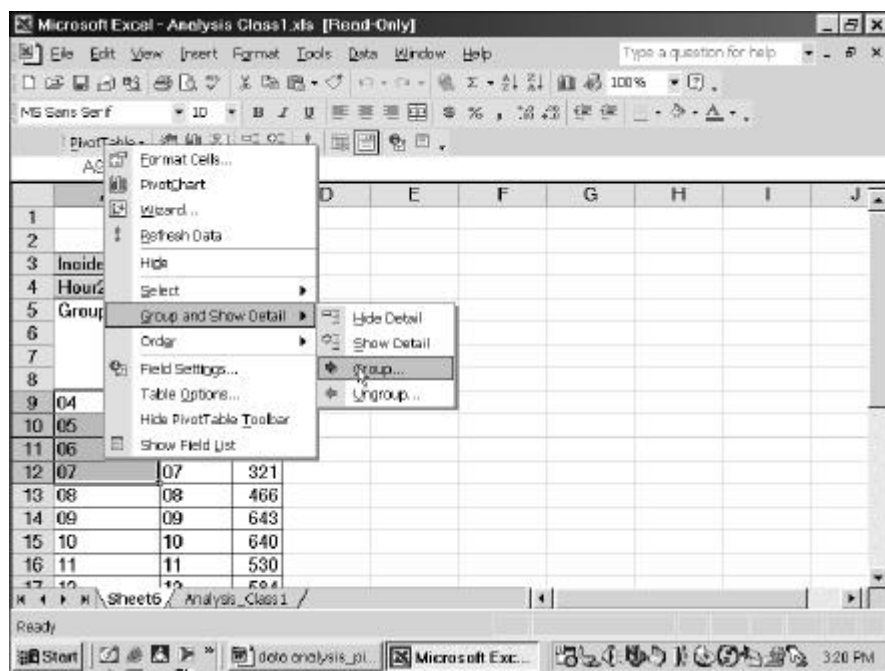 Microsoft Excel - Analysis Class1.xls [Read-Only]
File Edit View Insert Format Tools Data Window Help Type a question for help
100%
MS Sans Serif 10 B I U $ % ,
PivotTable
Format Cells...
PivotChart
Wizard...
Refresh Data
Hide
Select
Group and Show Detail
Order
Field Settings...
Table Options...
Hide PivotTable Toolbar
Show Field List
Hide Detail
Show Detail
Group...
Ungroup...
D E F G H I J
1
2
3 Incide
4 Hour2
5 Group
6
7
8
9 04
10 05
11 06
12 07 07 321
13 08 08 466
14 09 09 643
15 10 10 640
16 11 11 530
17 12 12 584
Sheet6 Analysis_Class1
Ready
Start data analysis_pi... Microsoft Exc... 3:20 PM